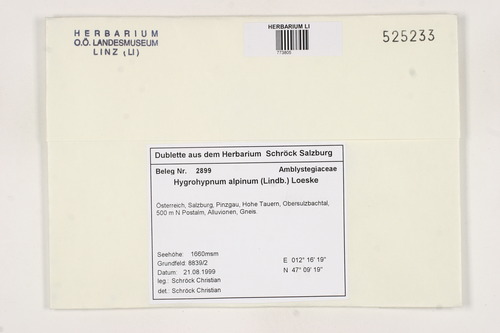 HERBARIUM
O.Ö. LANDESMUSEUM
LINZ (LI)
HERBARIUM LI
525233
Dublette aus dem Herbarium Schröck Salzburg
Beleg Nr. 2899 Amblystegiaceae
Hygrohypnum alpinum (Lindb.) Loeske
Österreich, Salzburg, Pinzgau, Hohe Tauern, Obersulzbachtal,
500 m N Postalm, Alluvionen, Gneis.
Seehöhe: 1660msm E 012° 16' 19"
Grundfeld: 8839/2 N 47° 09' 19"
Datum: 21.08.1999
leg.: Schröck Christian
det.: Schröck Christian